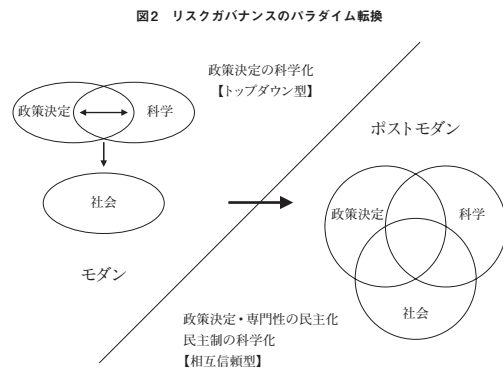 図2 リスクガバナンスのパラダイム転換
政策決定の科学化
【トップダウン型】
政策決定
科学
社会
モダン
ポストモダン
政策決定
科学
社会
政策決定・専門性の民主化
民主制の科学化
【相互信頼型】